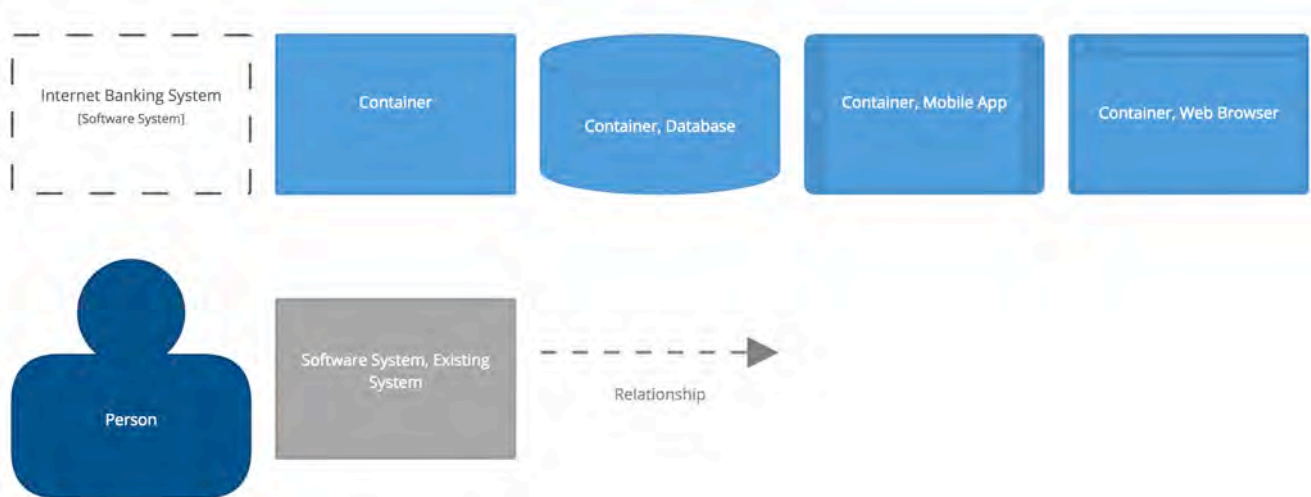 Internet Banking System
[Software System]
Container
Container, Database
Container, Mobile App
Container, Web Browser
Person
Software System, Existing
System
Relationship